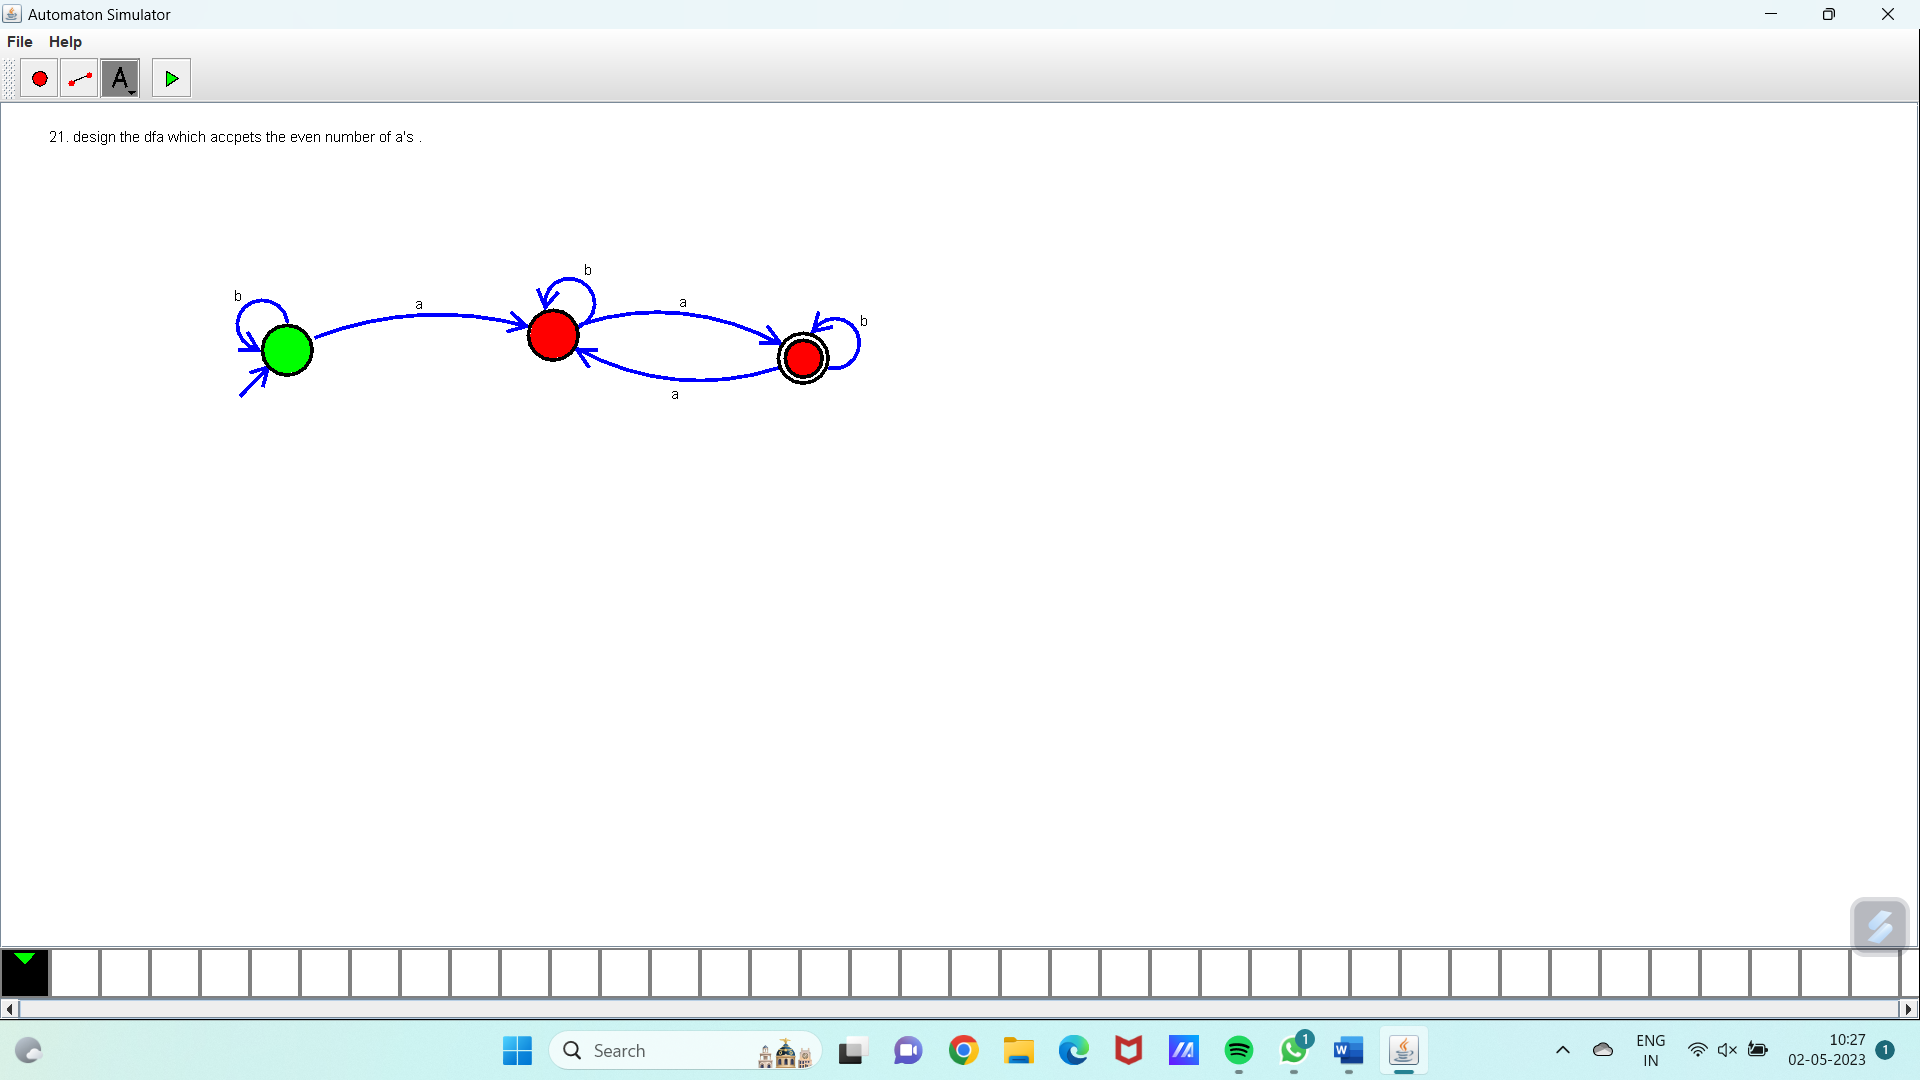 Automaton Simulator
File Help
A
21. design the dfa which accpets the even number of a's .
b
b
a
a
b
a
Search
1
W
ENG
IN
10:27
02-05-2023
1